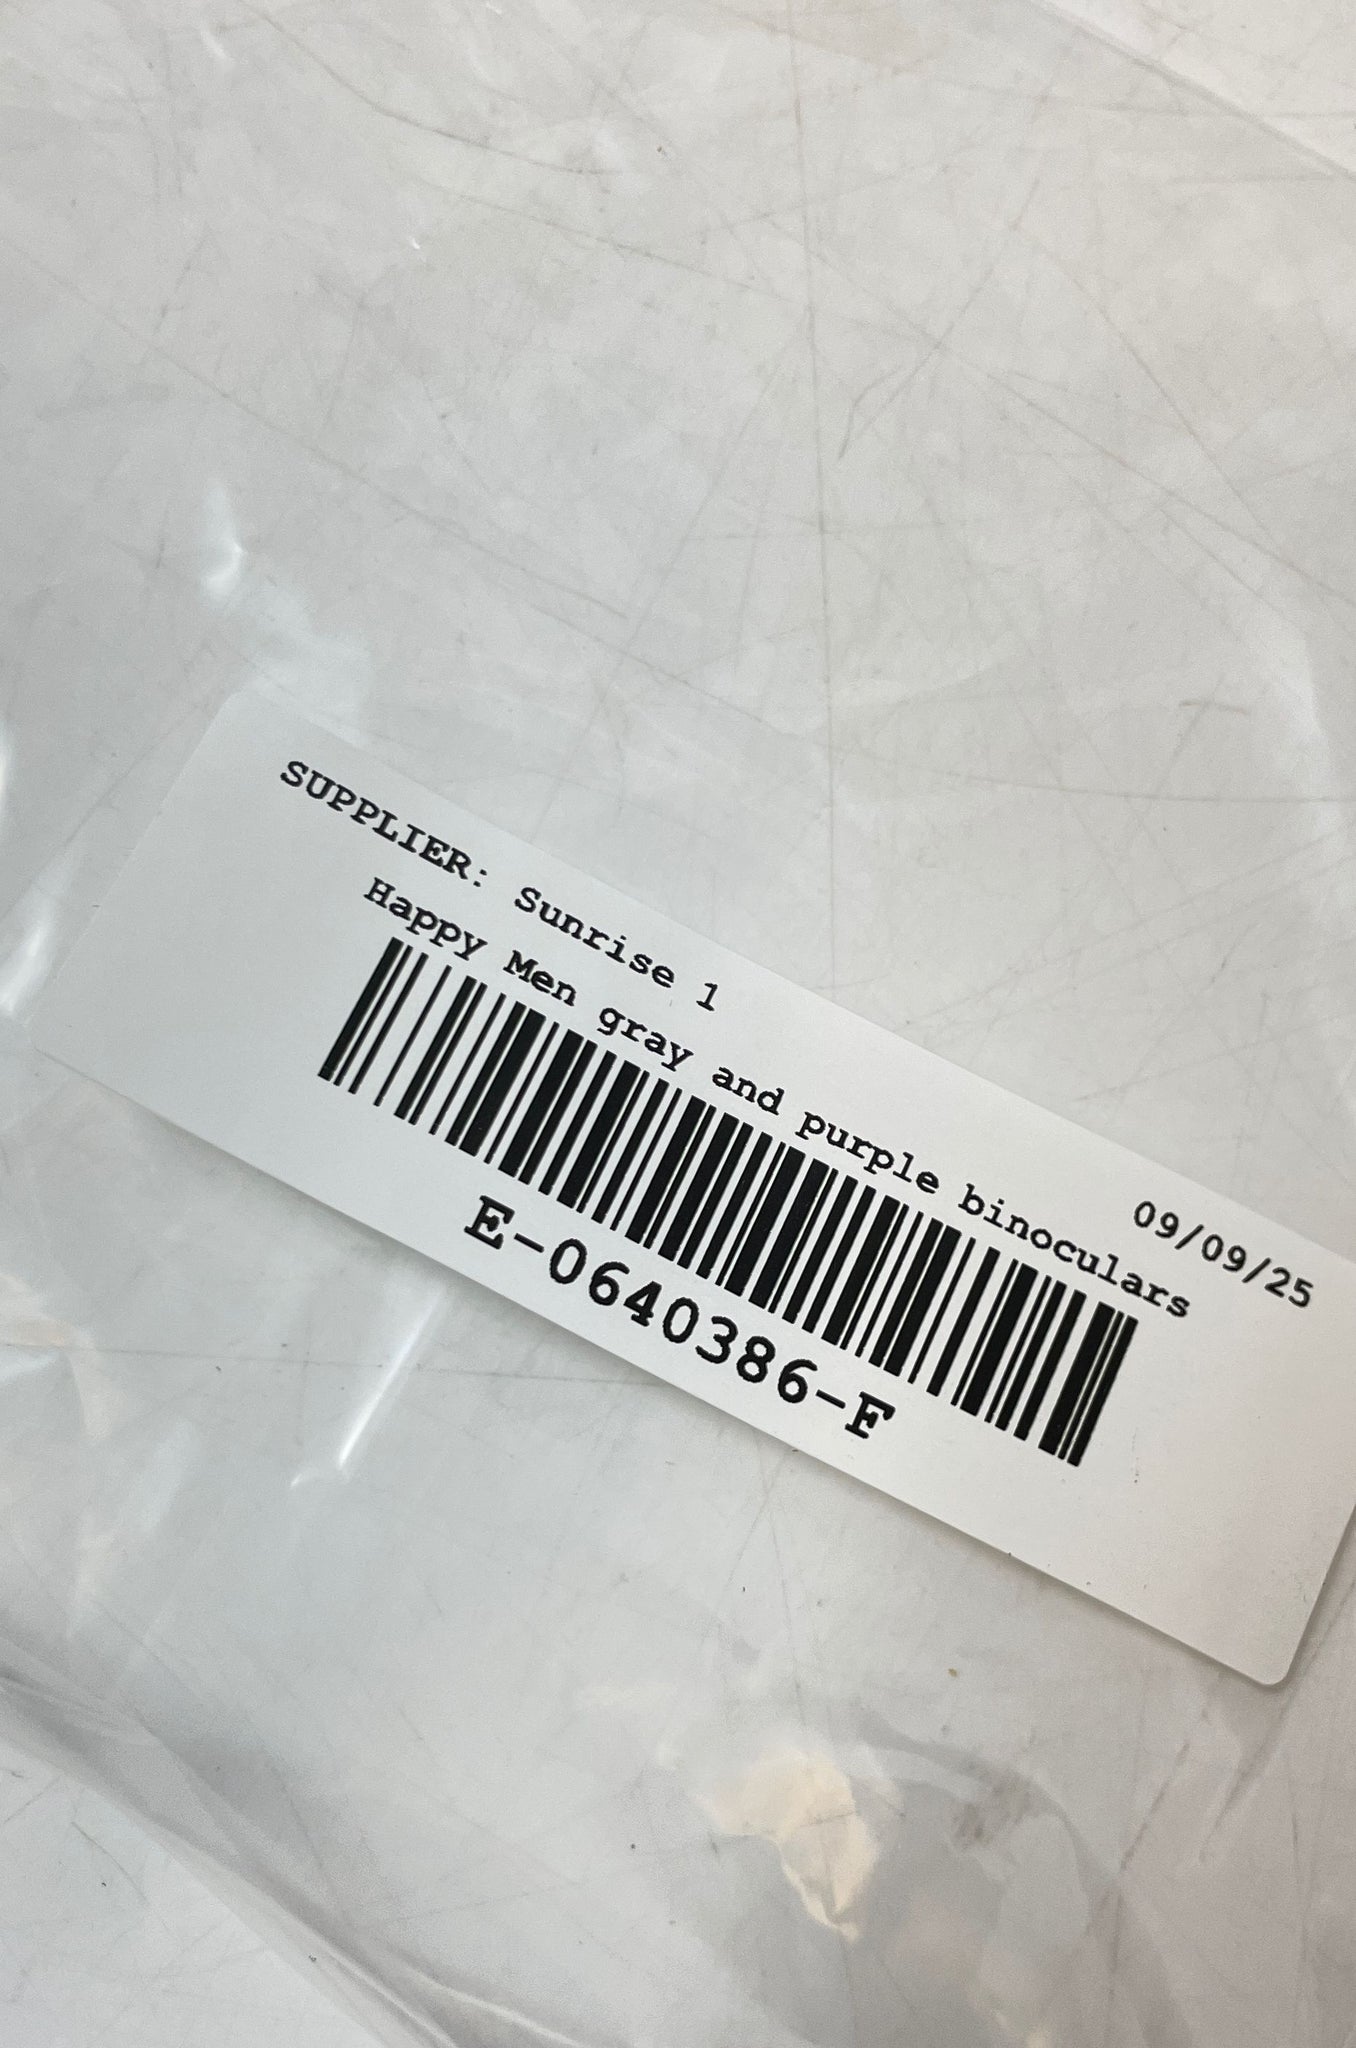 SUPPLIER: Sunrise 1
09/09/25
Happy Men gray and purple binoculars
E-0640386-F